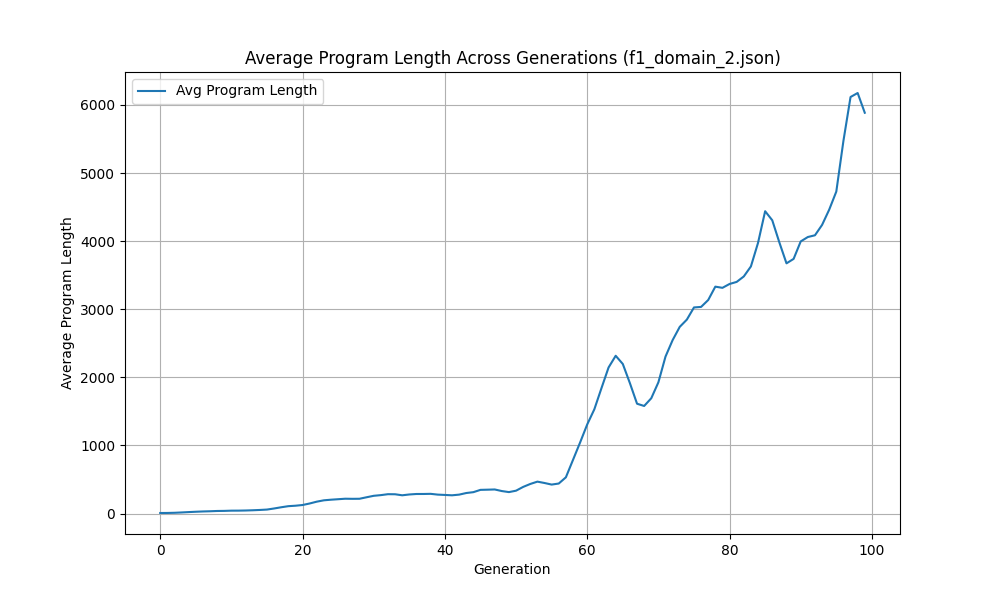 Average Program Length Across Generations (f1_domain_2.json)
Avg Program Length
6000
5000
4000
3000
2000
1000
0
Average Program Length
0 20 40 60 80 100
Generation